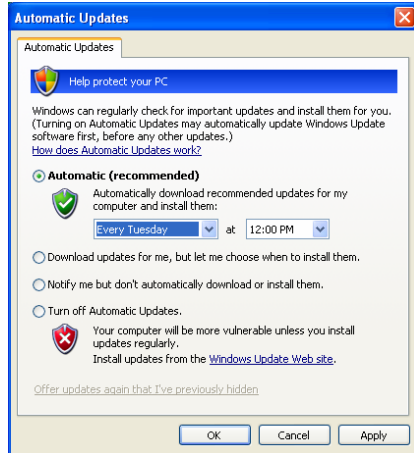 Automatic Updates
Automatic Updates
Help protect your PC
Windows can regularly check for important updates and install them for you.
(Turning on Automatic Updates may automatically update Windows Update
software first, before any other updates.)
How does Automatic Updates work?
Automatic (recommended)
Automatically download recommended updates for my
computer and install them:
Every Tuesday at 12:00 PM
Download updates for me, but let me choose when to install them.
Notify me but don't automatically download or install them.
Turn off Automatic Updates.
Your computer will be more vulnerable unless you install
updates regularly.
Install updates from the Windows Update Web site.
Offer updates again that I've previously hidden
OK Cancel Apply